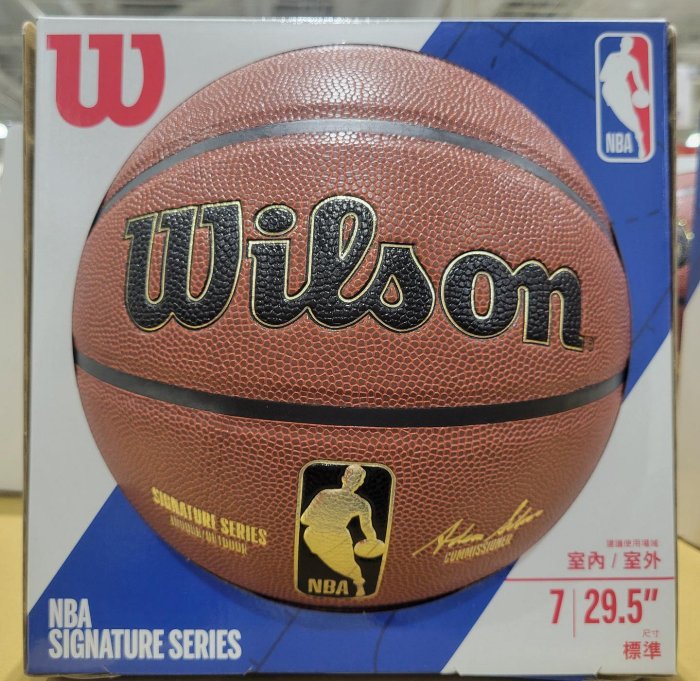 W
NBA
Wilson
SIGNATURE SERIES
INDOOR/OUTDOOR
NBA
COMMISSIONER
建議使用場域
室內 / 室外
7 29.5"
尺寸
標準
NBA
SIGNATURE SERIES